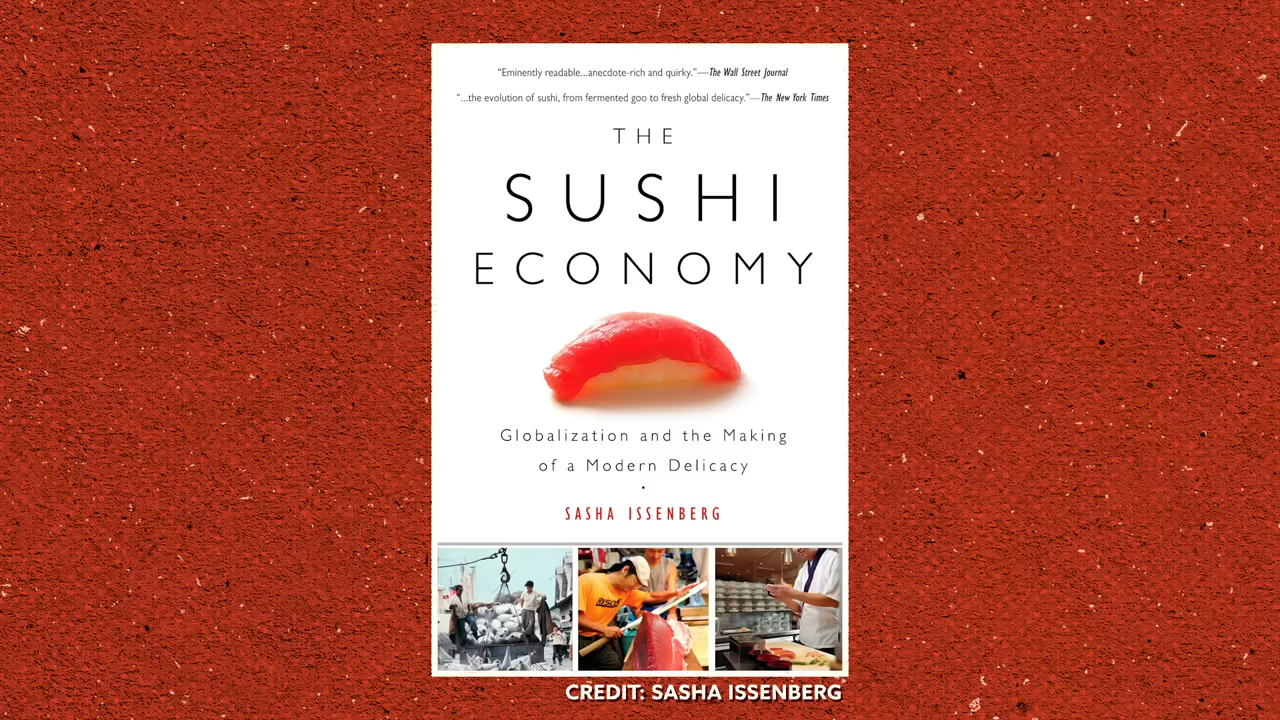 “Eminently readable...anecdote-rich and quirky.”—The Wall Street Journal
“...the evolution of sushi, from fermented goo to fresh global delicacy.”—The New York Times
THE
SUSHI
ECONOMY
Globalization and the Making
of a Modern Delicacy
•
SASHA ISSENBERG
CREDIT: SASHA ISSENBERG